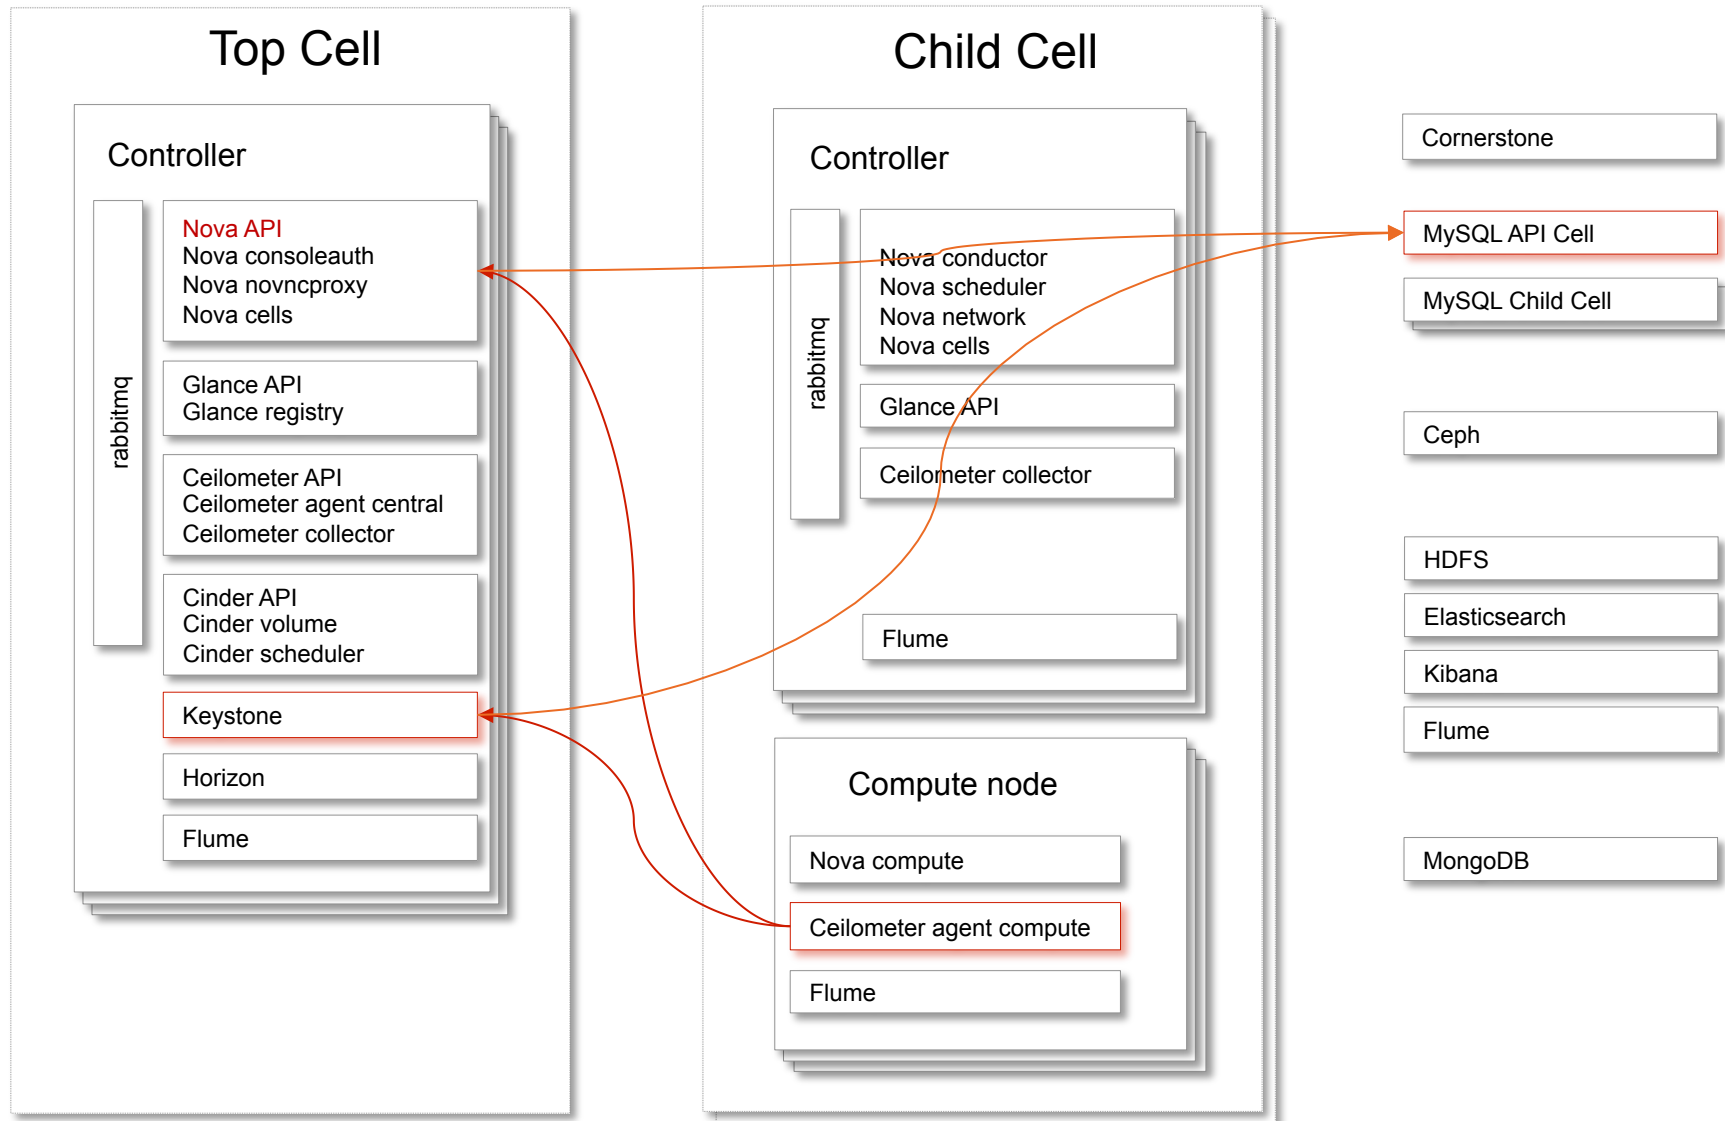 Top Cell
Controller
rabbitmq
Nova API
Nova consoleauth
Nova novncproxy
Nova cells
Glance API
Glance registry
Ceilometer API
Ceilometer agent central
Ceilometer collector
Cinder API
Cinder volume
Cinder scheduler
Keystone
Horizon
Flume
Child Cell
Controller
rabbitmq
Nova conductor
Nova scheduler
Nova network
Nova cells
Glance API
Ceilometer collector
Flume
Compute node
Nova compute
Ceilometer agent compute
Flume
Cornerstone
MySQL API Cell
MySQL Child Cell
Ceph
HDFS
Elasticsearch
Kibana
Flume
MongoDB